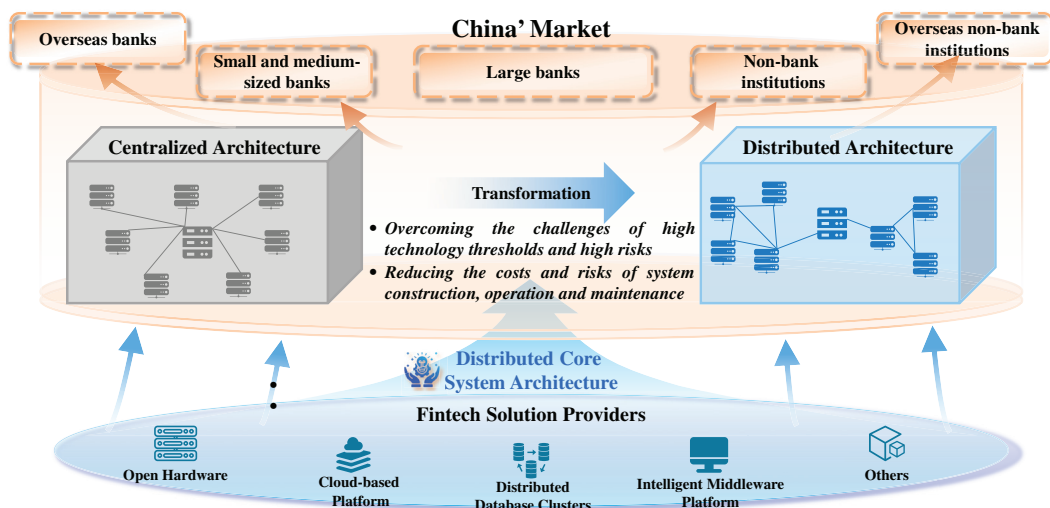 China’ Market
Overseas banks
Small and medium-
sized banks
Large banks
Non-bank
institutions
Overseas non-bank
institutions
Centralized Architecture
Transformation
Distributed Architecture
• Overcoming the challenges of high
technology thresholds and high risks
• Reducing the costs and risks of system
construction, operation and maintenance
Distributed Core
System Architecture
Fintech Solution Providers
Open Hardware
Cloud-based
Platform
Distributed
Database Clusters
Intelligent Middleware
Platform
Others